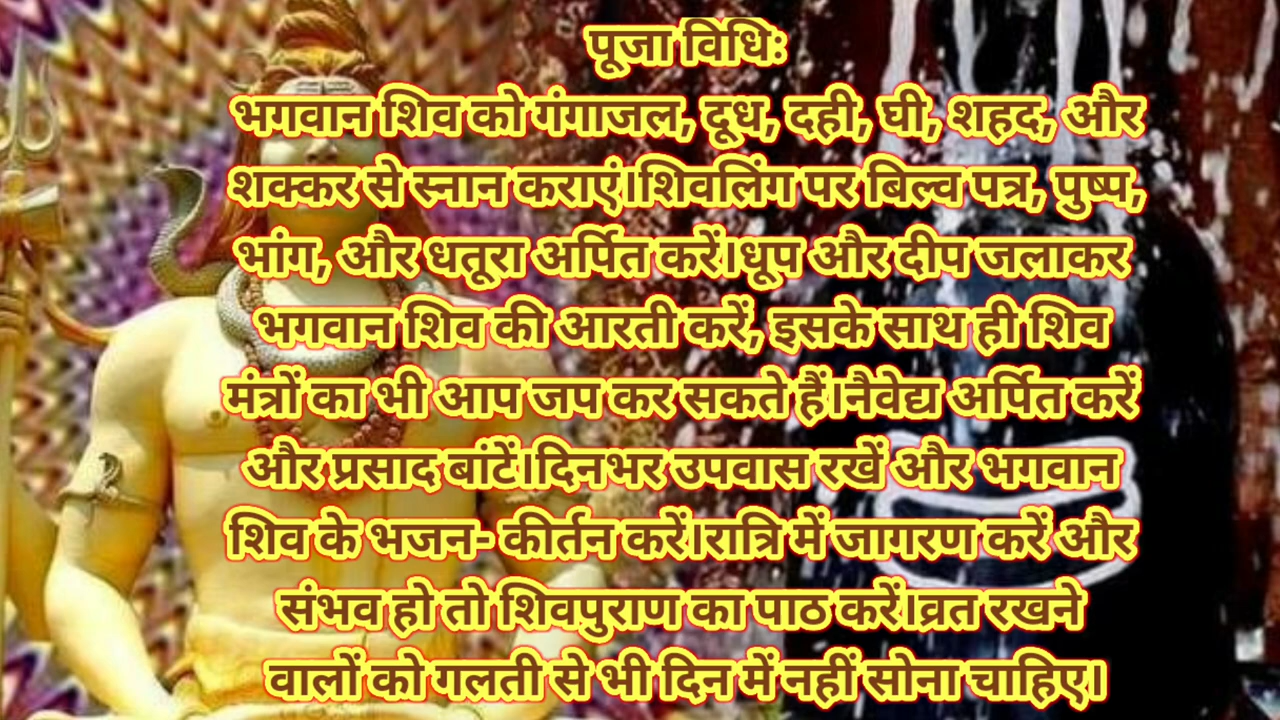 पूजा विधिः
भगवान शिव को गंगाजल, दूध, दही, घी, शहद, और
शक्कर से स्नान कराएं।शिवलिंग पर बिल्व पत्र, पुष्प,
भांग, और धतूरा अर्पित करें।धूप और दीप जलाकर
भगवान शिव की आरती करें, इसके साथ ही शिव
मंत्रों का भी आप जप कर सकते हैं।नैवेद्य अर्पित करें
और प्रसाद बांटें।दिनभर उपवास रखें और भगवान
शिव के भजन- कीर्तन करें।रात्रि में जागरण करें और
संभव हो तो शिवपुराण का पाठ करें।व्रत रखने
वालों को गलती से भी दिन में नहीं सोना चाहिए।